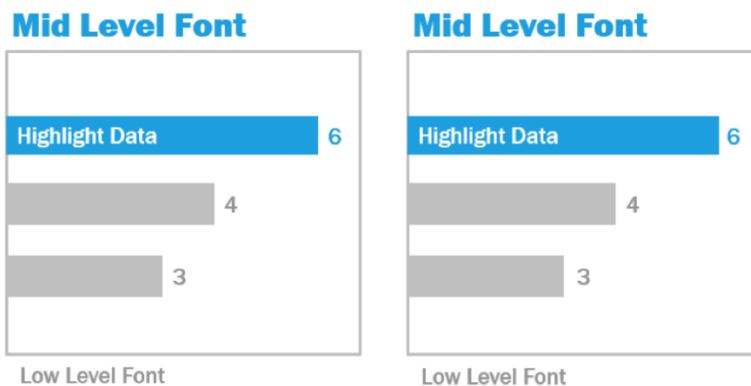 Mid Level Font
Highlight Data 6
4
3
Low Level Font
Mid Level Font
Highlight Data 6
4
3
Low Level Font